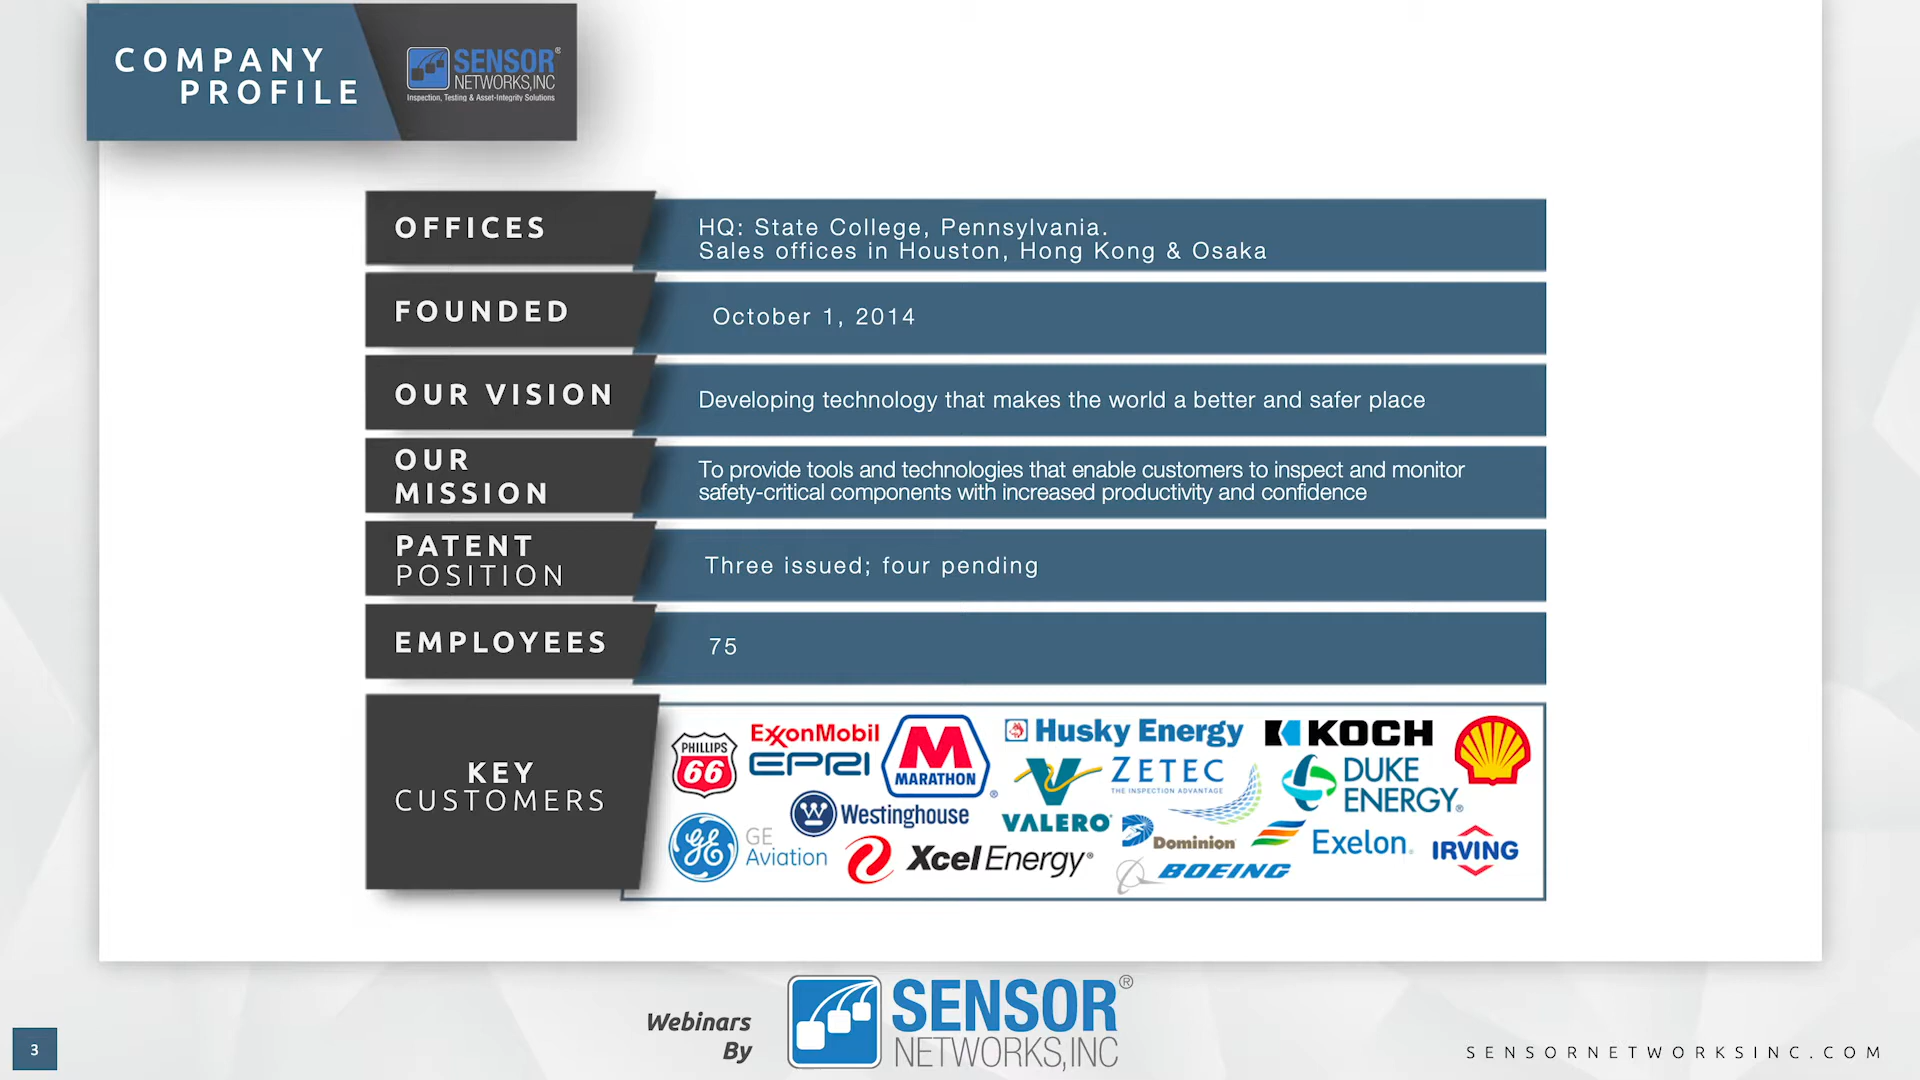 COMPANY
PROFILE
SENSOR®
NETWORKS,INC
Inspection, Testing & Asset-Integrity Solutions
OFFICES
HQ: State College, Pennsylvania.
Sales offices in Houston, Hong Kong & Osaka
FOUNDED
October 1, 2014
OUR VISION
Developing technology that makes the world a better and safer place
OUR
MISSION
To provide tools and technologies that enable customers to inspect and monitor
safety-critical components with increased productivity and confidence
PATENT
POSITION
Three issued; four pending
EMPLOYEES
75
KEY
CUSTOMERS
PHILLIPS
66
ExxonMobil
EPRI
M
MARATHON®
Husky Energy
KOCH
VALERO®
ZETEC
THE INSPECTION ADVANTAGE
DUKE
ENERGY®
W
Westinghouse
GE
GE
Aviation
Xcel Energy®
Dominion
Exelon.
IRVING
BOEING
Webinars
By
SENSOR®
NETWORKS,INC
3
SENSORNETWORKSINC.COM